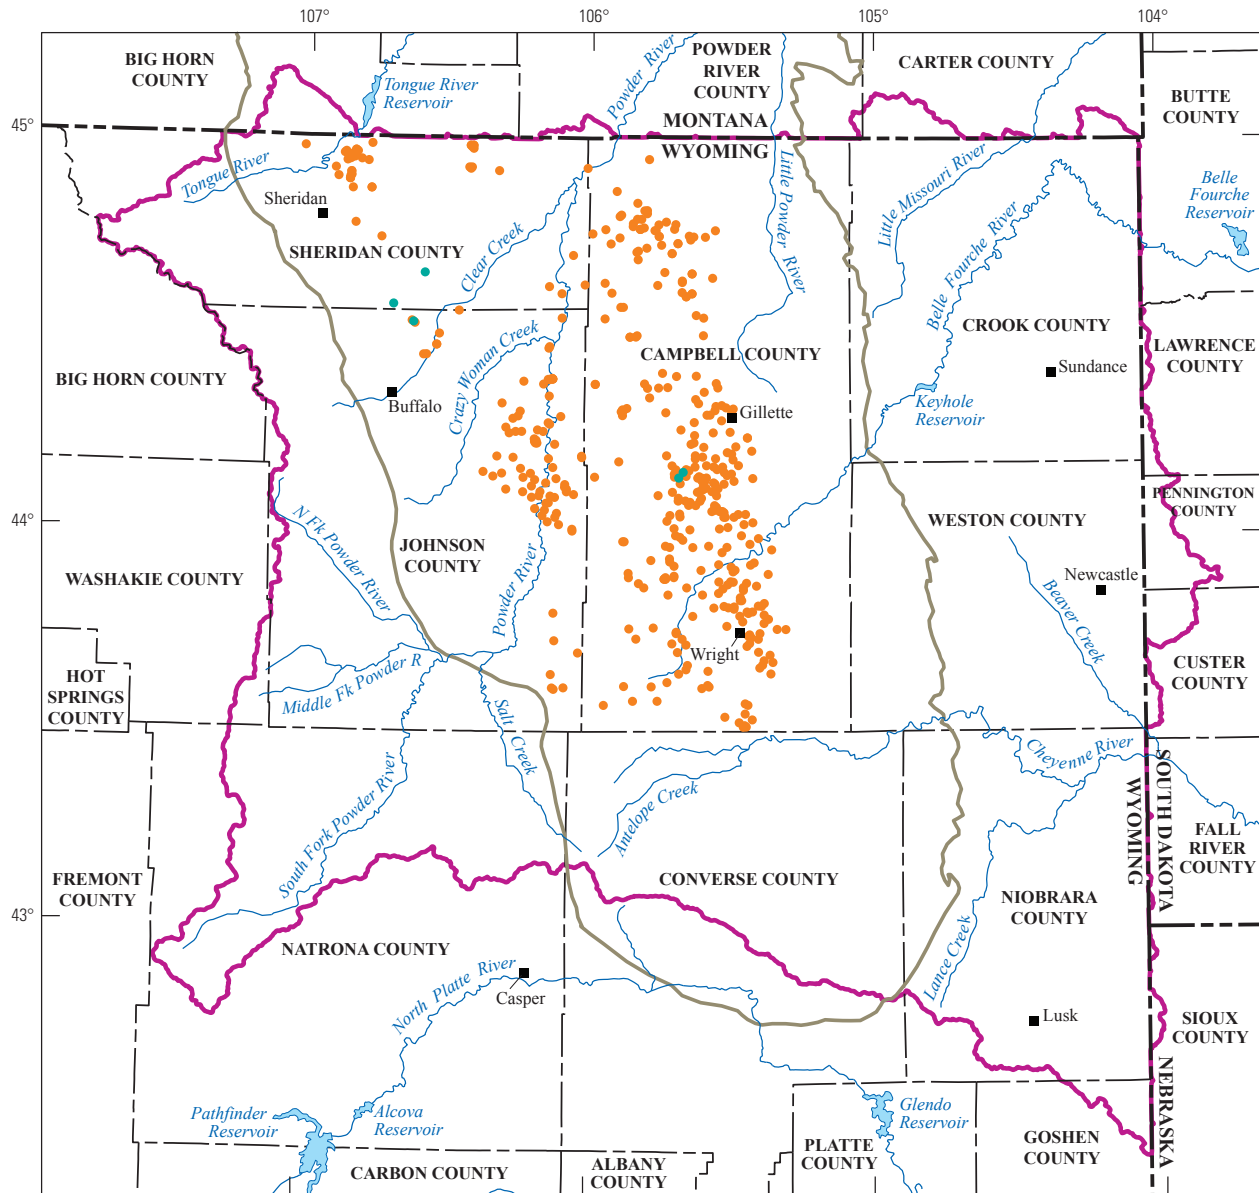 107°
106°
105°
104°
BIG HORN
COUNTY
Tongue River
Reservoir
Powder River
POWDER
RIVER
COUNTY
CARTER COUNTY
BUTTE
COUNTY
45°
MONTANA
WYOMING
Tongue River
Little Powder River
Little Missouri River
Belle
Fourche
Reservoir
Sheridan
SHERIDAN COUNTY
Clear Creek
Belle Fourche River
CROOK COUNTY
LAWRENCE
COUNTY
Crazy Woman Creek
CAMPBELL COUNTY
Sundance
BIG HORN COUNTY
Buffalo
Gillette
Keyhole
Reservoir
PENNINGTON
COUNTY
44°
N Fk Powder River
JOHNSON
COUNTY
WESTON COUNTY
WASHAKIE COUNTY
Powder River
Newcastle
Beaver Creek
Wright
HOT
SPRINGS
COUNTY
Middle Fk Powder R
CUSTER
COUNTY
Salt Creek
Cheyenne River
South Fork Powder River
Antelope Creek
WYOMING
SOUTH DAKOTA
FALL
RIVER
COUNTY
FREMONT
COUNTY
CONVERSE COUNTY
NIOBRARA
COUNTY
43°
NATRONA COUNTY
Lance Creek
North Platte River
Casper
Lusk
SIOUX
COUNTY
NEBRASKA
Pathfinder
Reservoir
Alcova
Reservoir
Glendo
Reservoir
CARBON COUNTY
ALBANY
COUNTY
PLATTE
COUNTY
GOSHEN
COUNTY